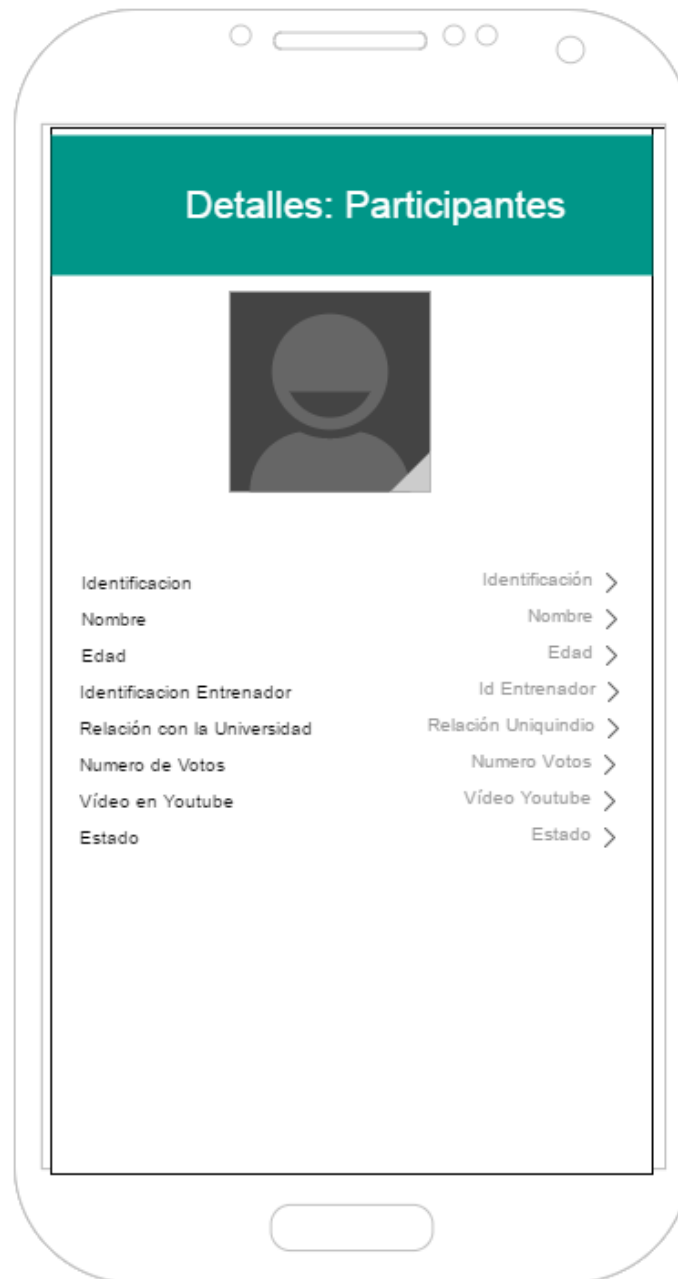 Detalles: Participantes
Identificacion Identificación
Nombre Nombre
Edad Edad
Identificacion Entrenador Id Entrenador
Relación con la Universidad Relación Uniquindio
Numero de Votos Numero Votos
Vídeo en Youtube Vídeo Youtube
Estado Estado